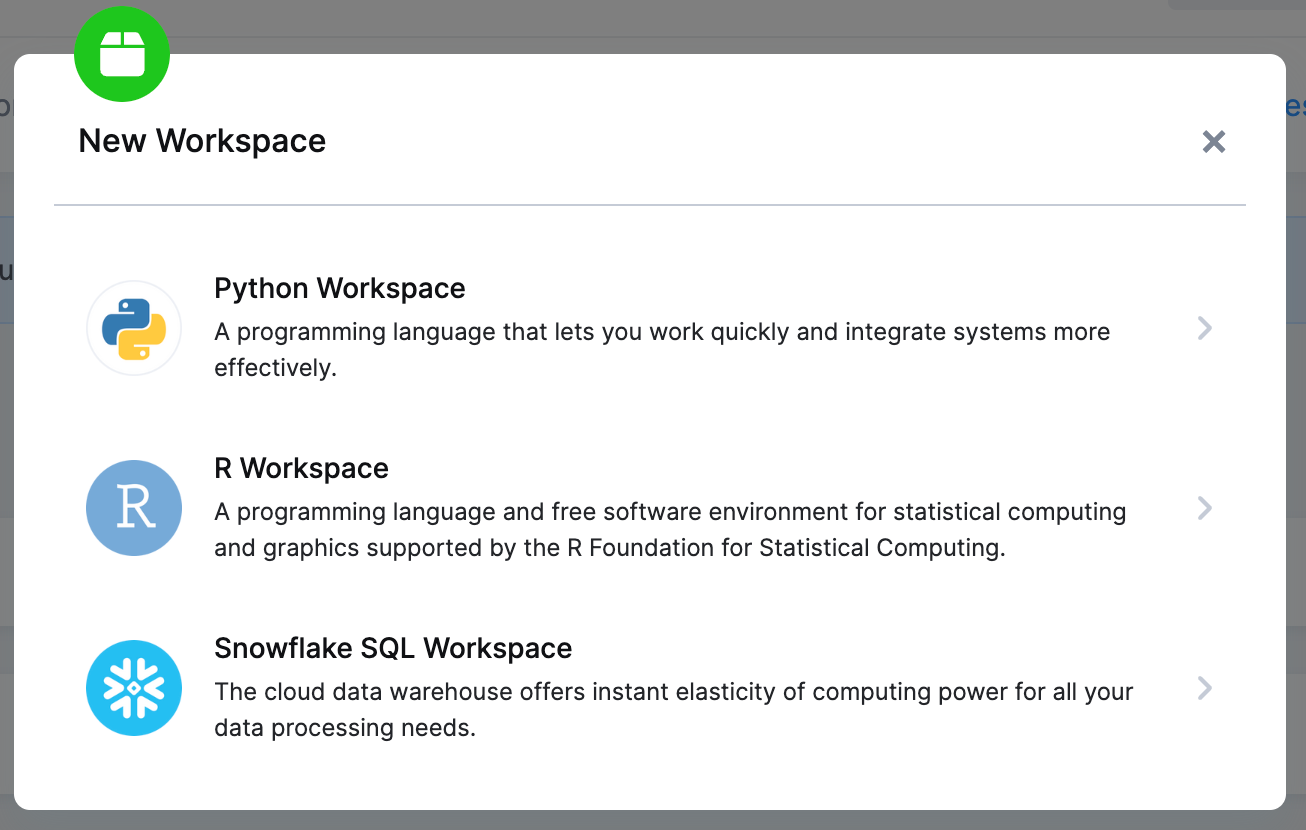 New Workspace
Python Workspace
A programming language that lets you work quickly and integrate systems more
effectively.
R Workspace
R
A programming language and free software environment for statistical computing
and graphics supported by the R Foundation for Statistical Computing.
Snowflake SQL Workspace
The cloud data warehouse offers instant elasticity of computing power for all your
data processing needs.